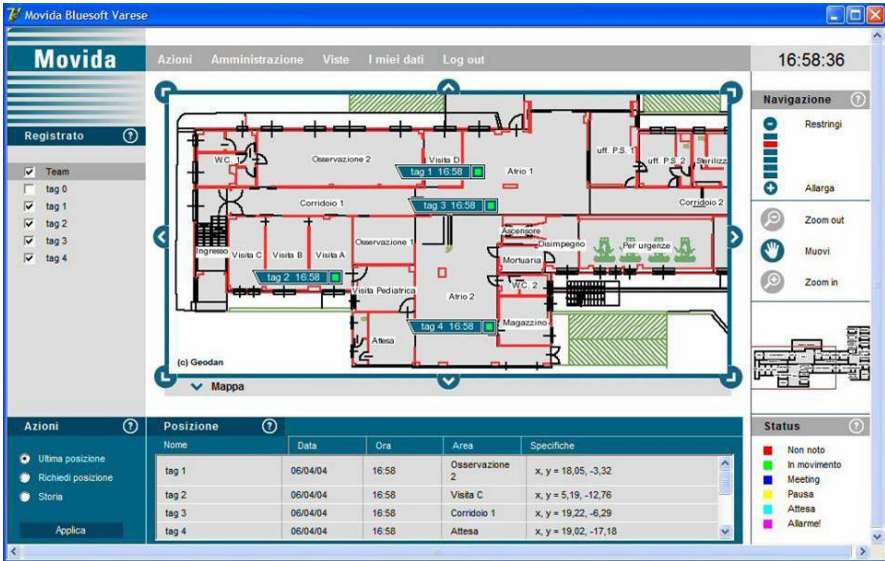 Movida Bluesoft Varese
Movida
Azioni Amministrazione Viste I miei dati Log out
16:58:36
Registrato ?
Team
tag 0
tag 1
tag 2
tag 3
tag 4
W.C. 1
Osservazione 2
Visita D
Atrio 1
uff. P.S. 1
uff. P.S. 2
Sterilizz
tag 1 16:58
Corridoio 1
tag 3 16:58
Corridoio 2
Ingresso
Visita C
Visita B
Visita A
Osservazione 1
Ascensore
Disimpegno
Per urgenze
Mortuaria
tag 2 16:58
Visita Pediatrica
Atrio 2
W.C. 2
tag 4 16:58
Magazzino
Attesa
(c) Geodan
Mappa
Navigazione ?
Restringi
Allarga
Zoom out
Muovi
Zoom in
Azioni ?
Ultima posizione
Richiedi posizione
Storia
Applica
Posizione ?
Nome Data Ora Area Specifiche
tag 1 06/04/04 16:58 Osservazione 2 x, y = 18,05, -3,32
tag 2 06/04/04 16:58 Visita C x, y = 5,19, -12,76
tag 3 06/04/04 16:58 Corridoio 1 x, y = 19,22, -6,29
tag 4 06/04/04 16:58 Attesa x, y = 19,02, -17,18
Status ?
Non noto
In movimento
Meeting
Pausa
Attesa
Allarme!